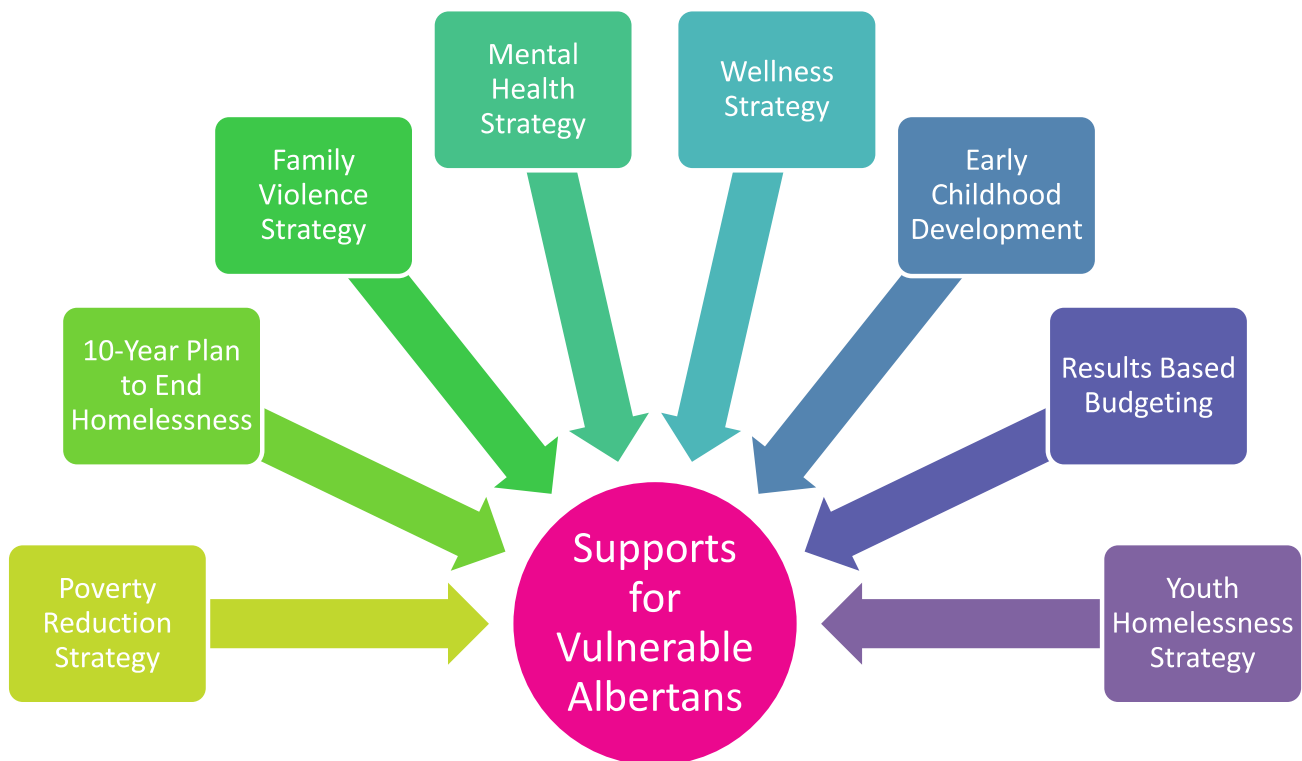 Mental
Health
Strategy
Wellness
Strategy
Family
Violence
Strategy
Early
Childhood
Development
10-Year Plan
to End
Homelessness
Results Based
Budgeting
Poverty
Reduction
Strategy
Supports
for
Vulnerable
Albertans
Youth
Homelessness
Strategy